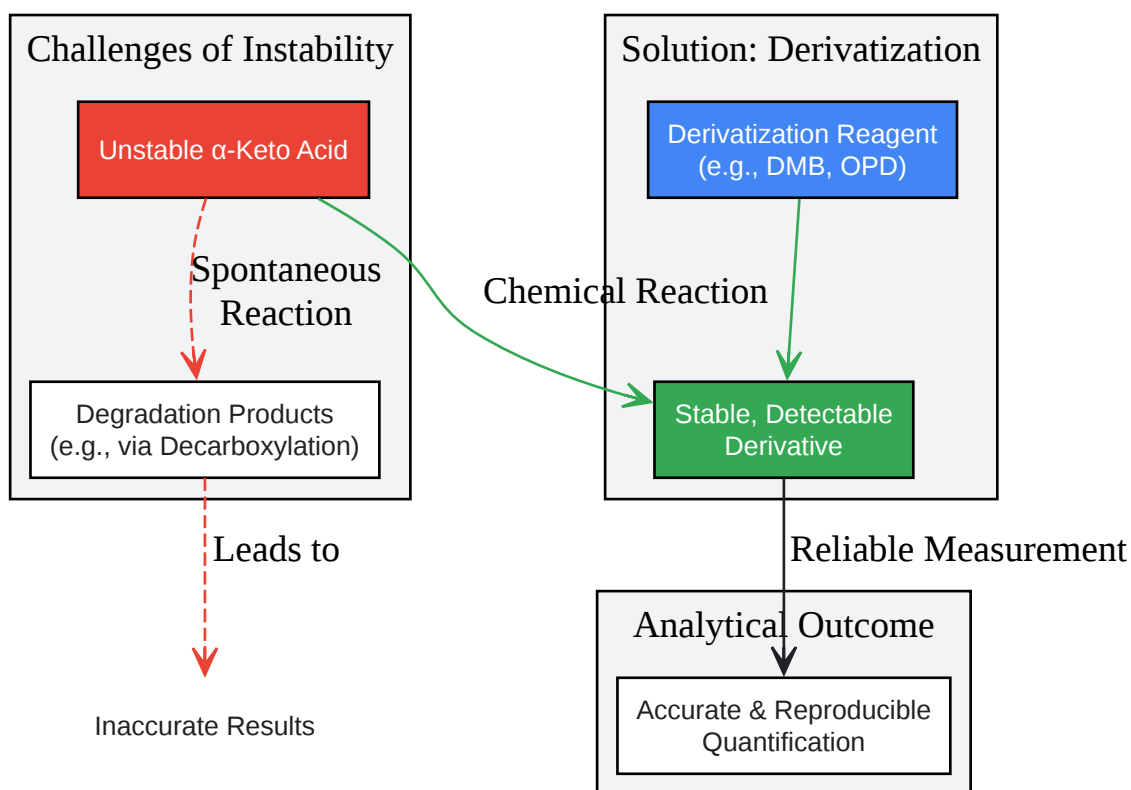 Challenges of Instability
Unstable α-Keto Acid
Spontaneous
Reaction
Degradation Products
(e.g., via Decarboxylation)
Leads to
Inaccurate Results
Solution: Derivatization
Derivatization Reagent
(e.g., DMB, OPD)
Chemical Reaction
Stable, Detectable
Derivative
Reliable Measurement
Analytical Outcome
Accurate & Reproducible
Quantification